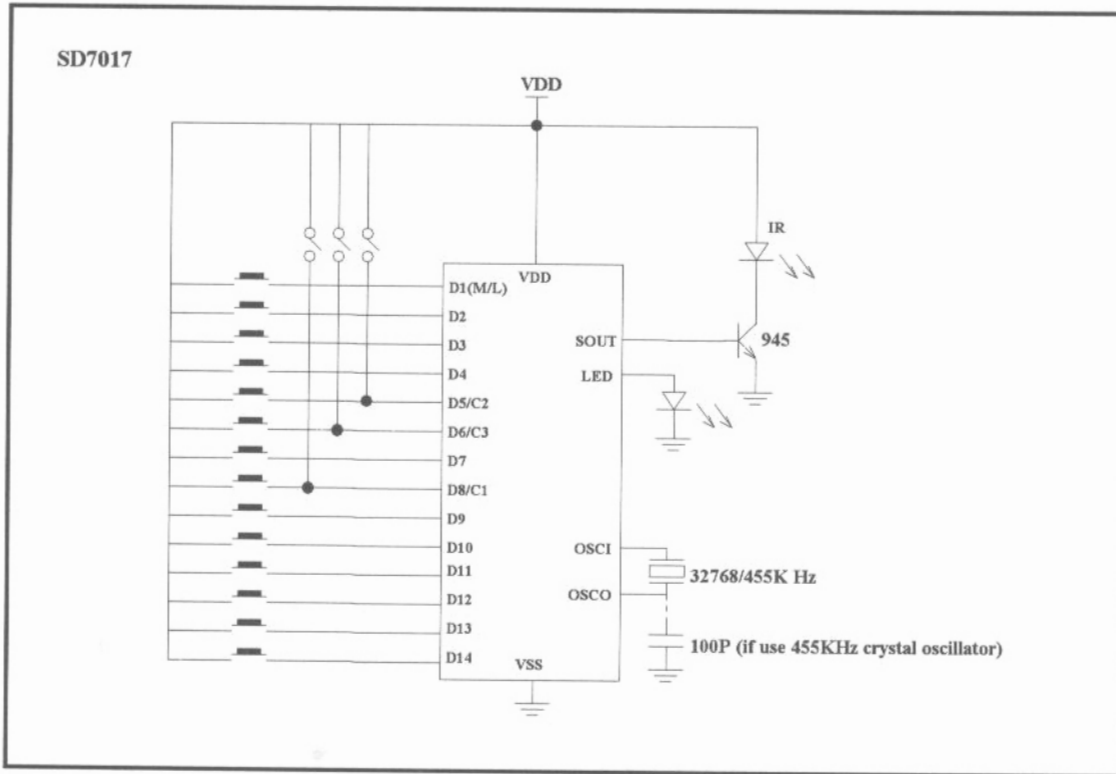 SD7017
VDD
IR
VDD
D1(M/L)
D2
D3
D4
D5/C2
D6/C3
D7
D8/C1
D9
D10
D11
D12
D13
D14
SOUT
945
LED
OSCI
32768/455K Hz
OSCO
100P (if use 455KHz crystal oscillator)
VSS